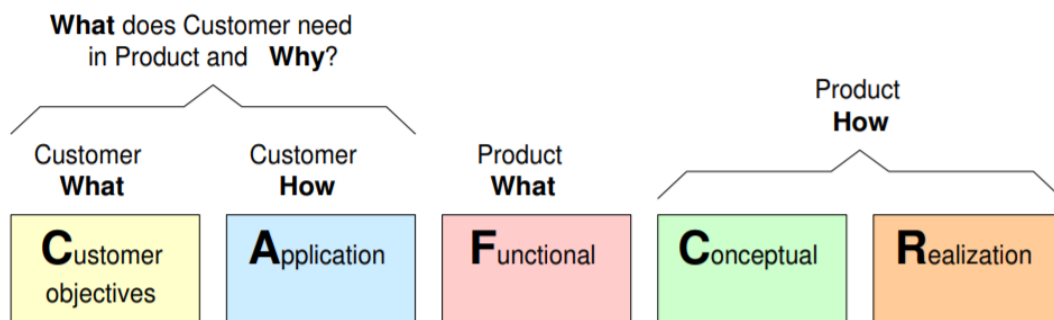 What does Customer need
in Product and Why?
Product
How
Customer
What
Customer
How
Product
What
Customer
objectives
Application
Functional
Conceptual
Realization